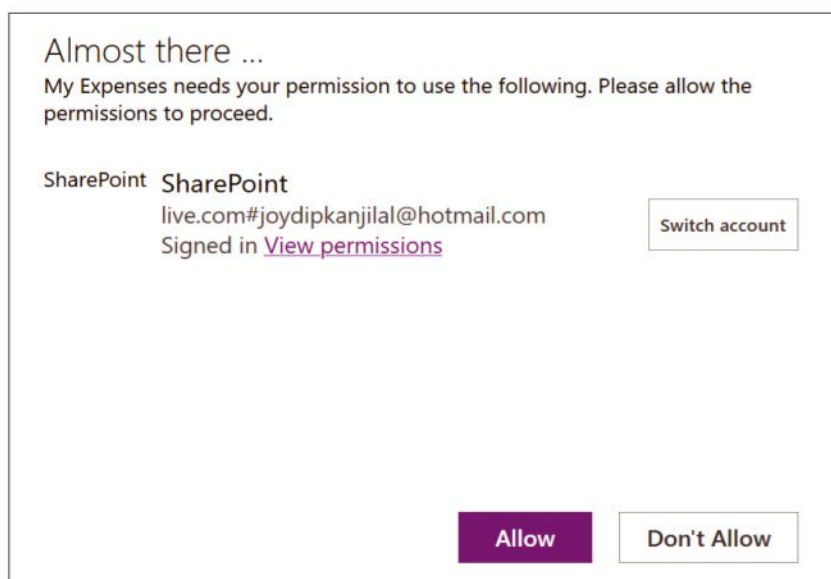 Almost there ...
My Expenses needs your permission to use the following. Please allow the
permissions to proceed.
SharePoint SharePoint
live.com#joydipkanjilal@hotmail.com
Signed in View permissions
Switch account
Allow Don't Allow